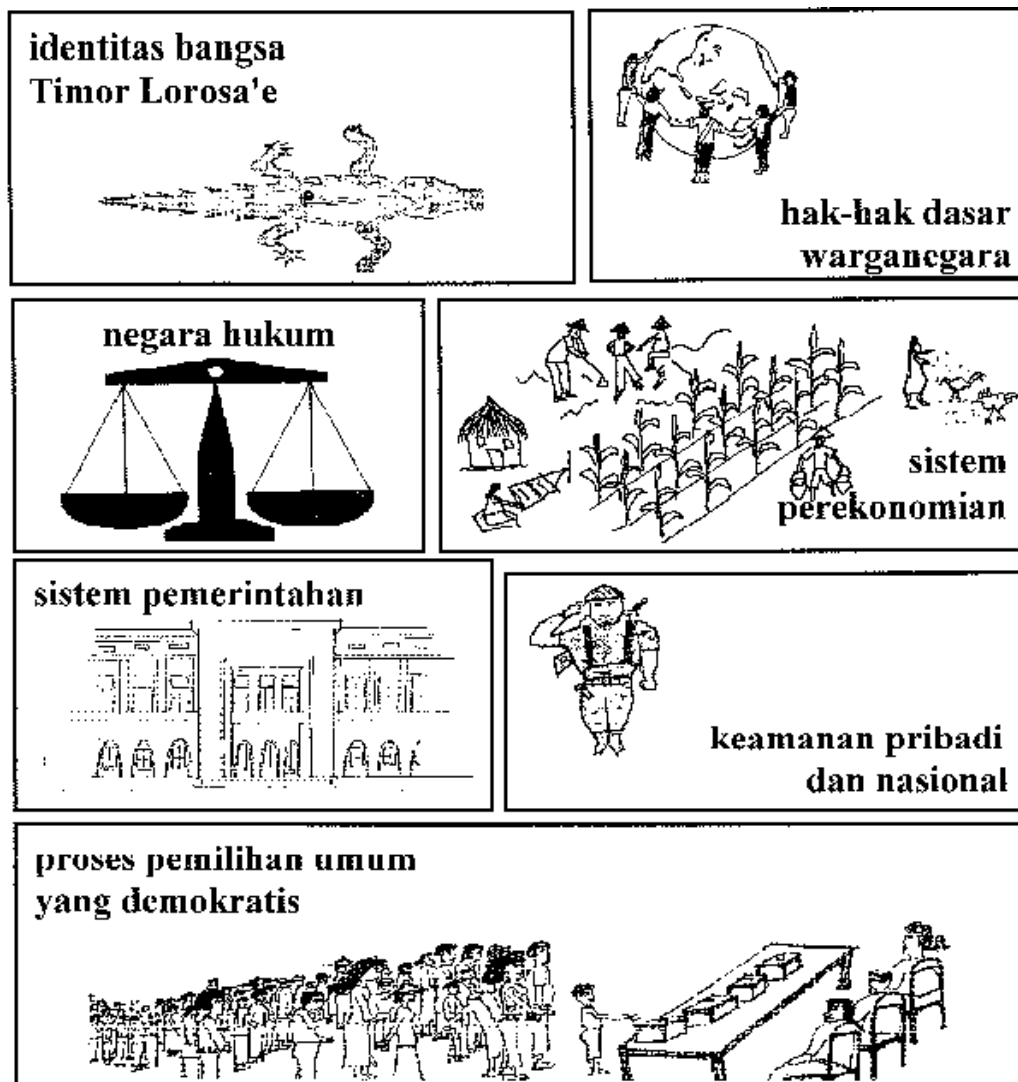 identitas bangsa
Timor Lorosa'e
hak-hak dasar
warganegara
negara hukum
sistem
perekonomian
sistem pemerintahan
keamanan pribadi
dan nasional
proses pemilihan umum
yang demokratis